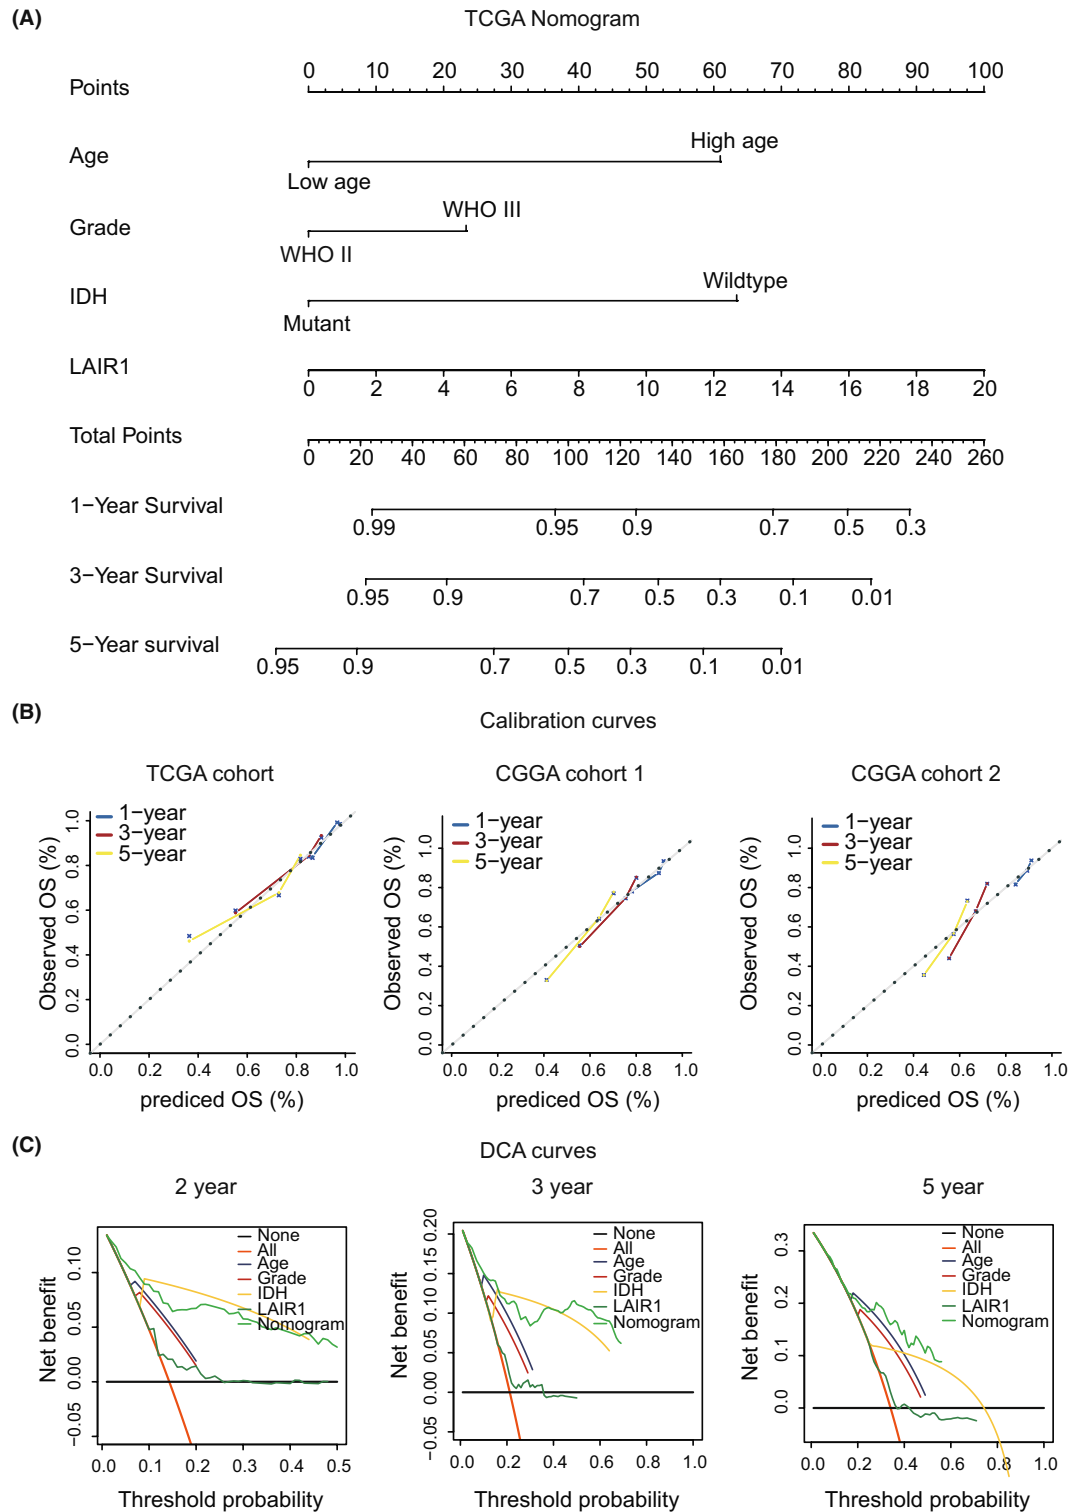 (A)
TCGA Nomogram
Points
0 10 20 30 40 50 60 70 80 90 100
Age
High age
Low age
Grade
WHO III
WHO II
IDH
Wildtype
Mutant
LAIR1
0 2 4 6 8 10 12 14 16 18 20
Total Points
0 20 40 60 80 100 120 140 160 180 200 220 240 260
1−Year Survival
0.99 0.95 0.9 0.7 0.5 0.3
3−Year Survival
0.95 0.9 0.7 0.5 0.3 0.1 0.01
5−Year survival
0.95 0.9 0.7 0.5 0.3 0.1 0.01
(B)
Calibration curves
TCGA cohort
1−year
3−year
5−year
Observed OS (%)
0.0 0.2 0.4 0.6 0.8 1.0
0.0 0.2 0.4 0.6 0.8 1.0
prediced OS (%)
CGGA cohort 1
1−year
3−year
5−year
Observed OS (%)
0.0 0.2 0.4 0.6 0.8 1.0
0.0 0.2 0.4 0.6 0.8 1.0
prediced OS (%)
CGGA cohort 2
1−year
3−year
5−year
Observed OS (%)
0.0 0.2 0.4 0.6 0.8 1.0
0.0 0.2 0.4 0.6 0.8 1.0
prediced OS (%)
(C)
DCA curves
2 year
None
All
Age
Grade
IDH
LAIR1
Nomogram
Net benefit
−0.05 0.00 0.05 0.10
0.0 0.1 0.2 0.3 0.4 0.5
Threshold probability
3 year
None
All
Age
Grade
IDH
LAIR1
Nomogram
Net benefit
−0.05 0.00 0.05 0.10 0.15 0.20
0.0 0.2 0.4 0.6 0.8 1.0
Threshold probability
5 year
None
All
Age
Grade
IDH
LAIR1
Nomogram
Net benefit
0.0 0.1 0.2 0.3
0.0 0.2 0.4 0.6 0.8 1.0
Threshold probability